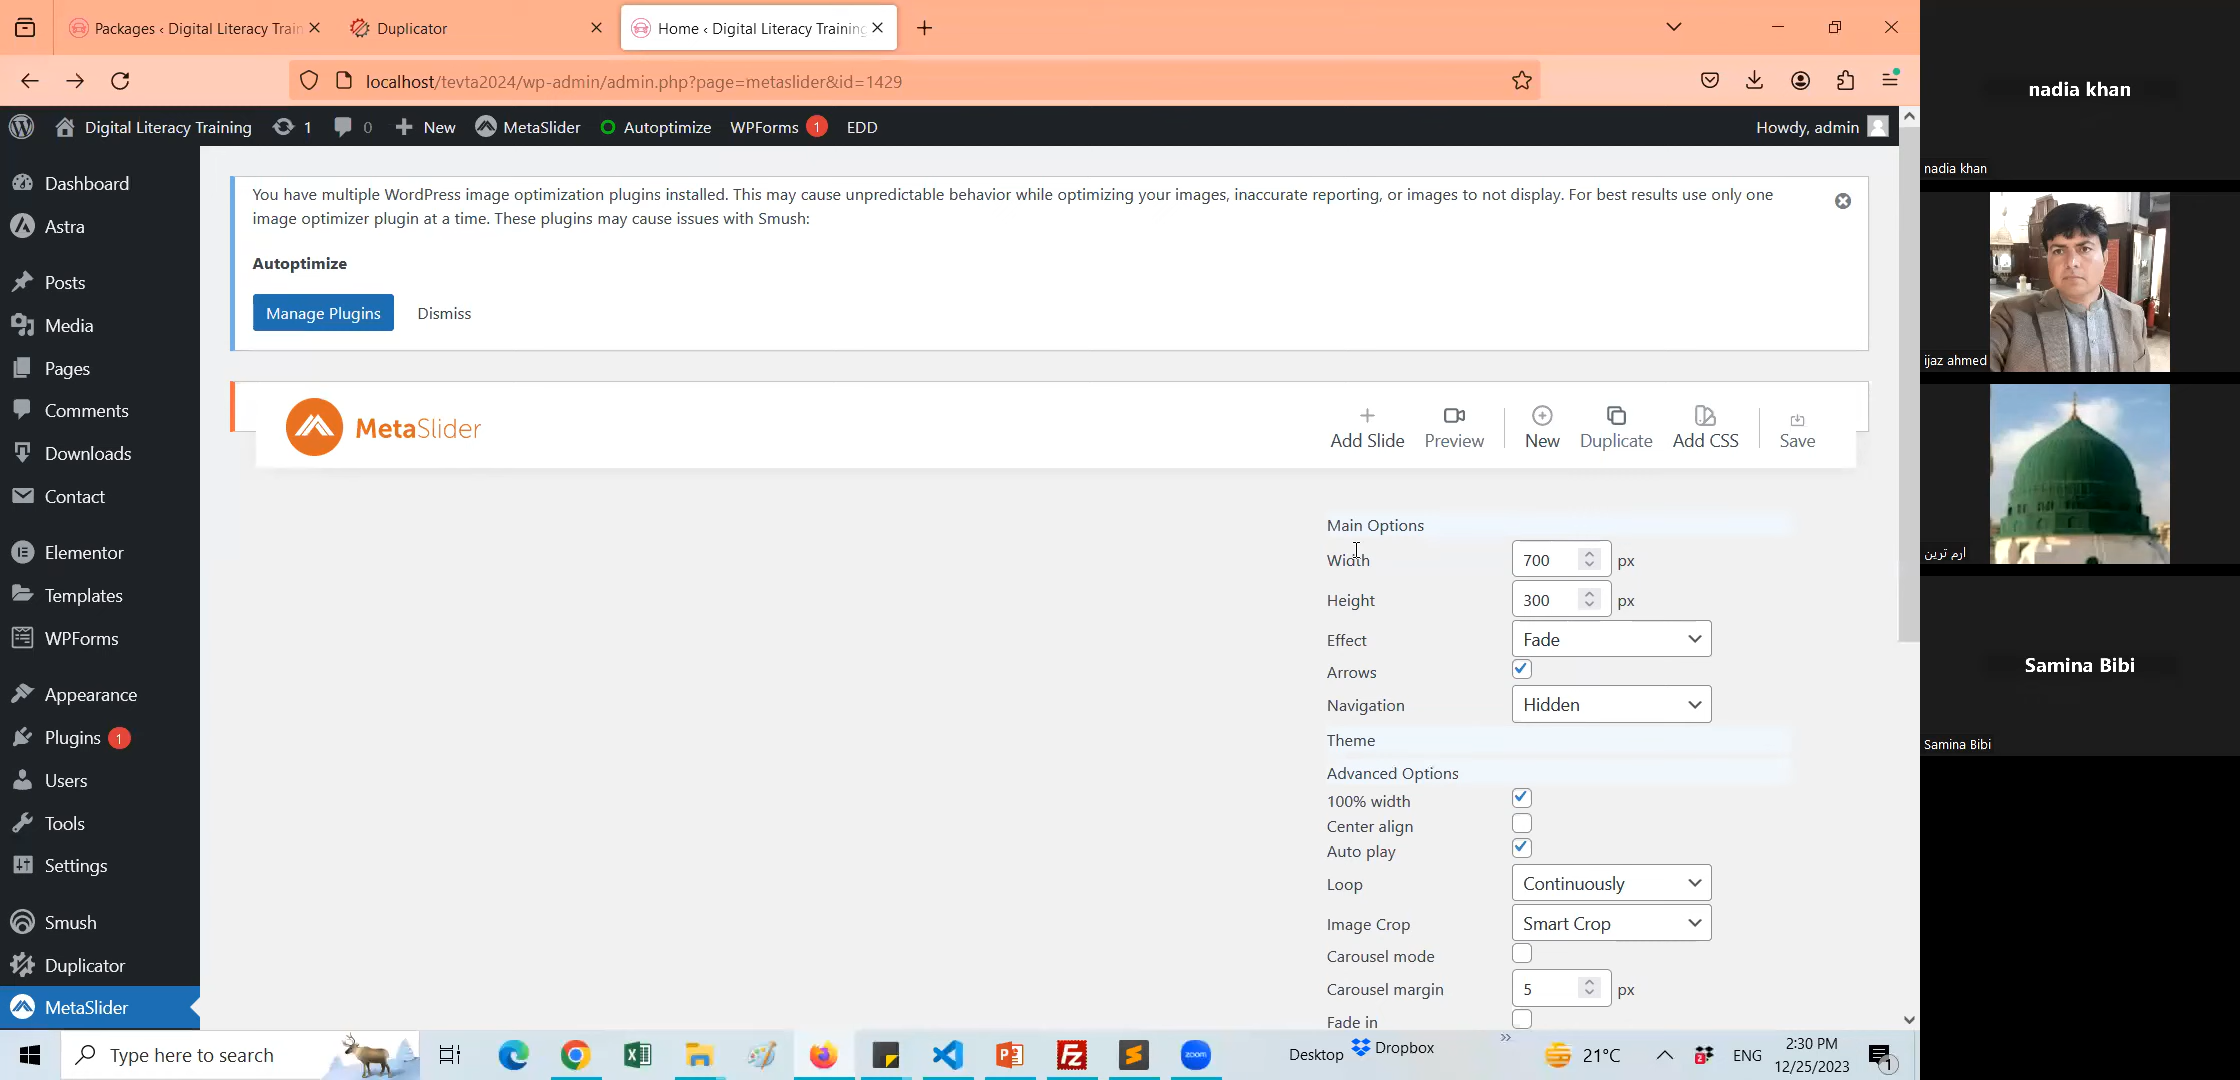 Packages ‹ Digital Literacy Train
Duplicator
Home ‹ Digital Literacy Training
localhost/tevta2024/wp-admin/admin.php?page=metaslider&id=1429
Digital Literacy Training
1
0
New
MetaSlider
Autoptimize
WPForms 1
EDD
Howdy, admin
Dashboard
Astra
Posts
Media
Pages
Comments
Downloads
Contact
Elementor
Templates
WPForms
Appearance
Plugins 1
Users
Tools
Settings
Smush
Duplicator
MetaSlider
You have multiple WordPress image optimization plugins installed. This may cause unpredictable behavior while optimizing your images, inaccurate reporting, or images to not display. For best results use only one
image optimizer plugin at a time. These plugins may cause issues with Smush:
Autoptimize
Manage Plugins Dismiss
MetaSlider
Add Slide
Preview
New
Duplicate
Add CSS
Save
Main Options
Width 700 px
Height 300 px
Effect Fade
Arrows
Navigation Hidden
Theme
Advanced Options
100% width
Center align
Auto play
Loop Continuously
Image Crop Smart Crop
Carousel mode
Carousel margin 5 px
Fade in
nadia khan
nadia khan
ijaz ahmed
ارم ترین
Samina Bibi
Samina Bibi
Type here to search
zoom
Desktop
Dropbox
»
21°C
2
ENG
2:30 PM
12/25/2023
1